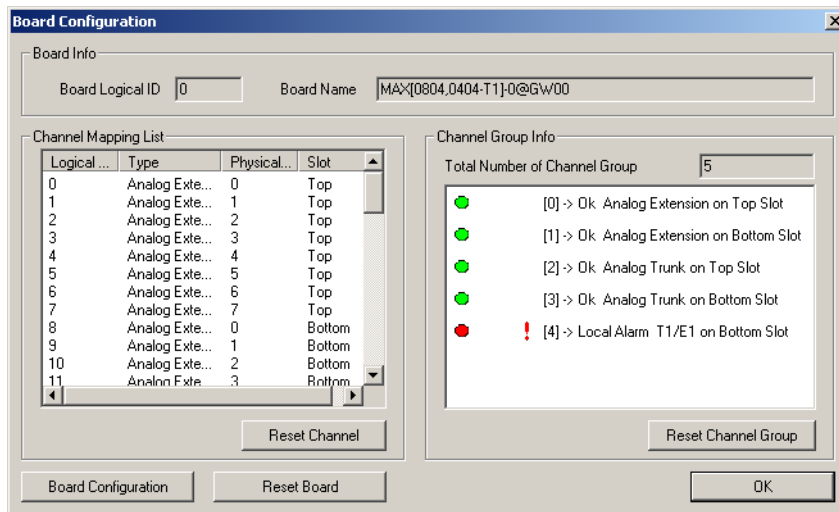 Board Configuration
Board Info
Board Logical ID 0 Board Name MAX[0804,0404-T1]-0@GW00
Channel Mapping List
Logical ... Type Physical... Slot
0 Analog Exte... 0 Top
1 Analog Exte... 1 Top
2 Analog Exte... 2 Top
3 Analog Exte... 3 Top
4 Analog Exte... 4 Top
5 Analog Exte... 5 Top
6 Analog Exte... 6 Top
7 Analog Exte... 7 Top
8 Analog Exte... 0 Bottom
9 Analog Exte... 1 Bottom
10 Analog Exte... 2 Bottom
11 Analog Exte 3 Bottom
Reset Channel
Channel Group Info
Total Number of Channel Group 5
[0] -> Ok Analog Extension on Top Slot
[1] -> Ok Analog Extension on Bottom Slot
[2] -> Ok Analog Trunk on Top Slot
[3] -> Ok Analog Trunk on Bottom Slot
! [4] -> Local Alarm T1/E1 on Bottom Slot
Reset Channel Group
Board Configuration Reset Board OK